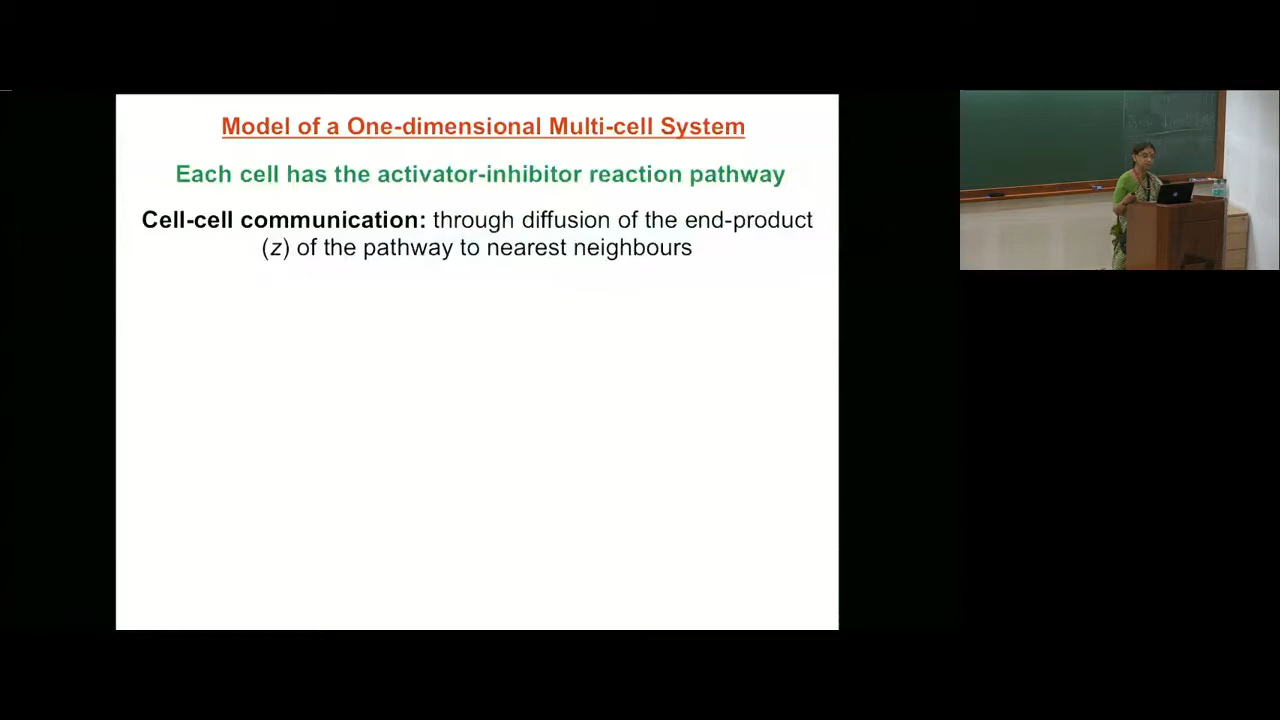 Model of a One-dimensional Multi-cell System
Each cell has the activator-inhibitor reaction pathway
Cell-cell communication: through diffusion of the end-product
(z) of the pathway to nearest neighbours